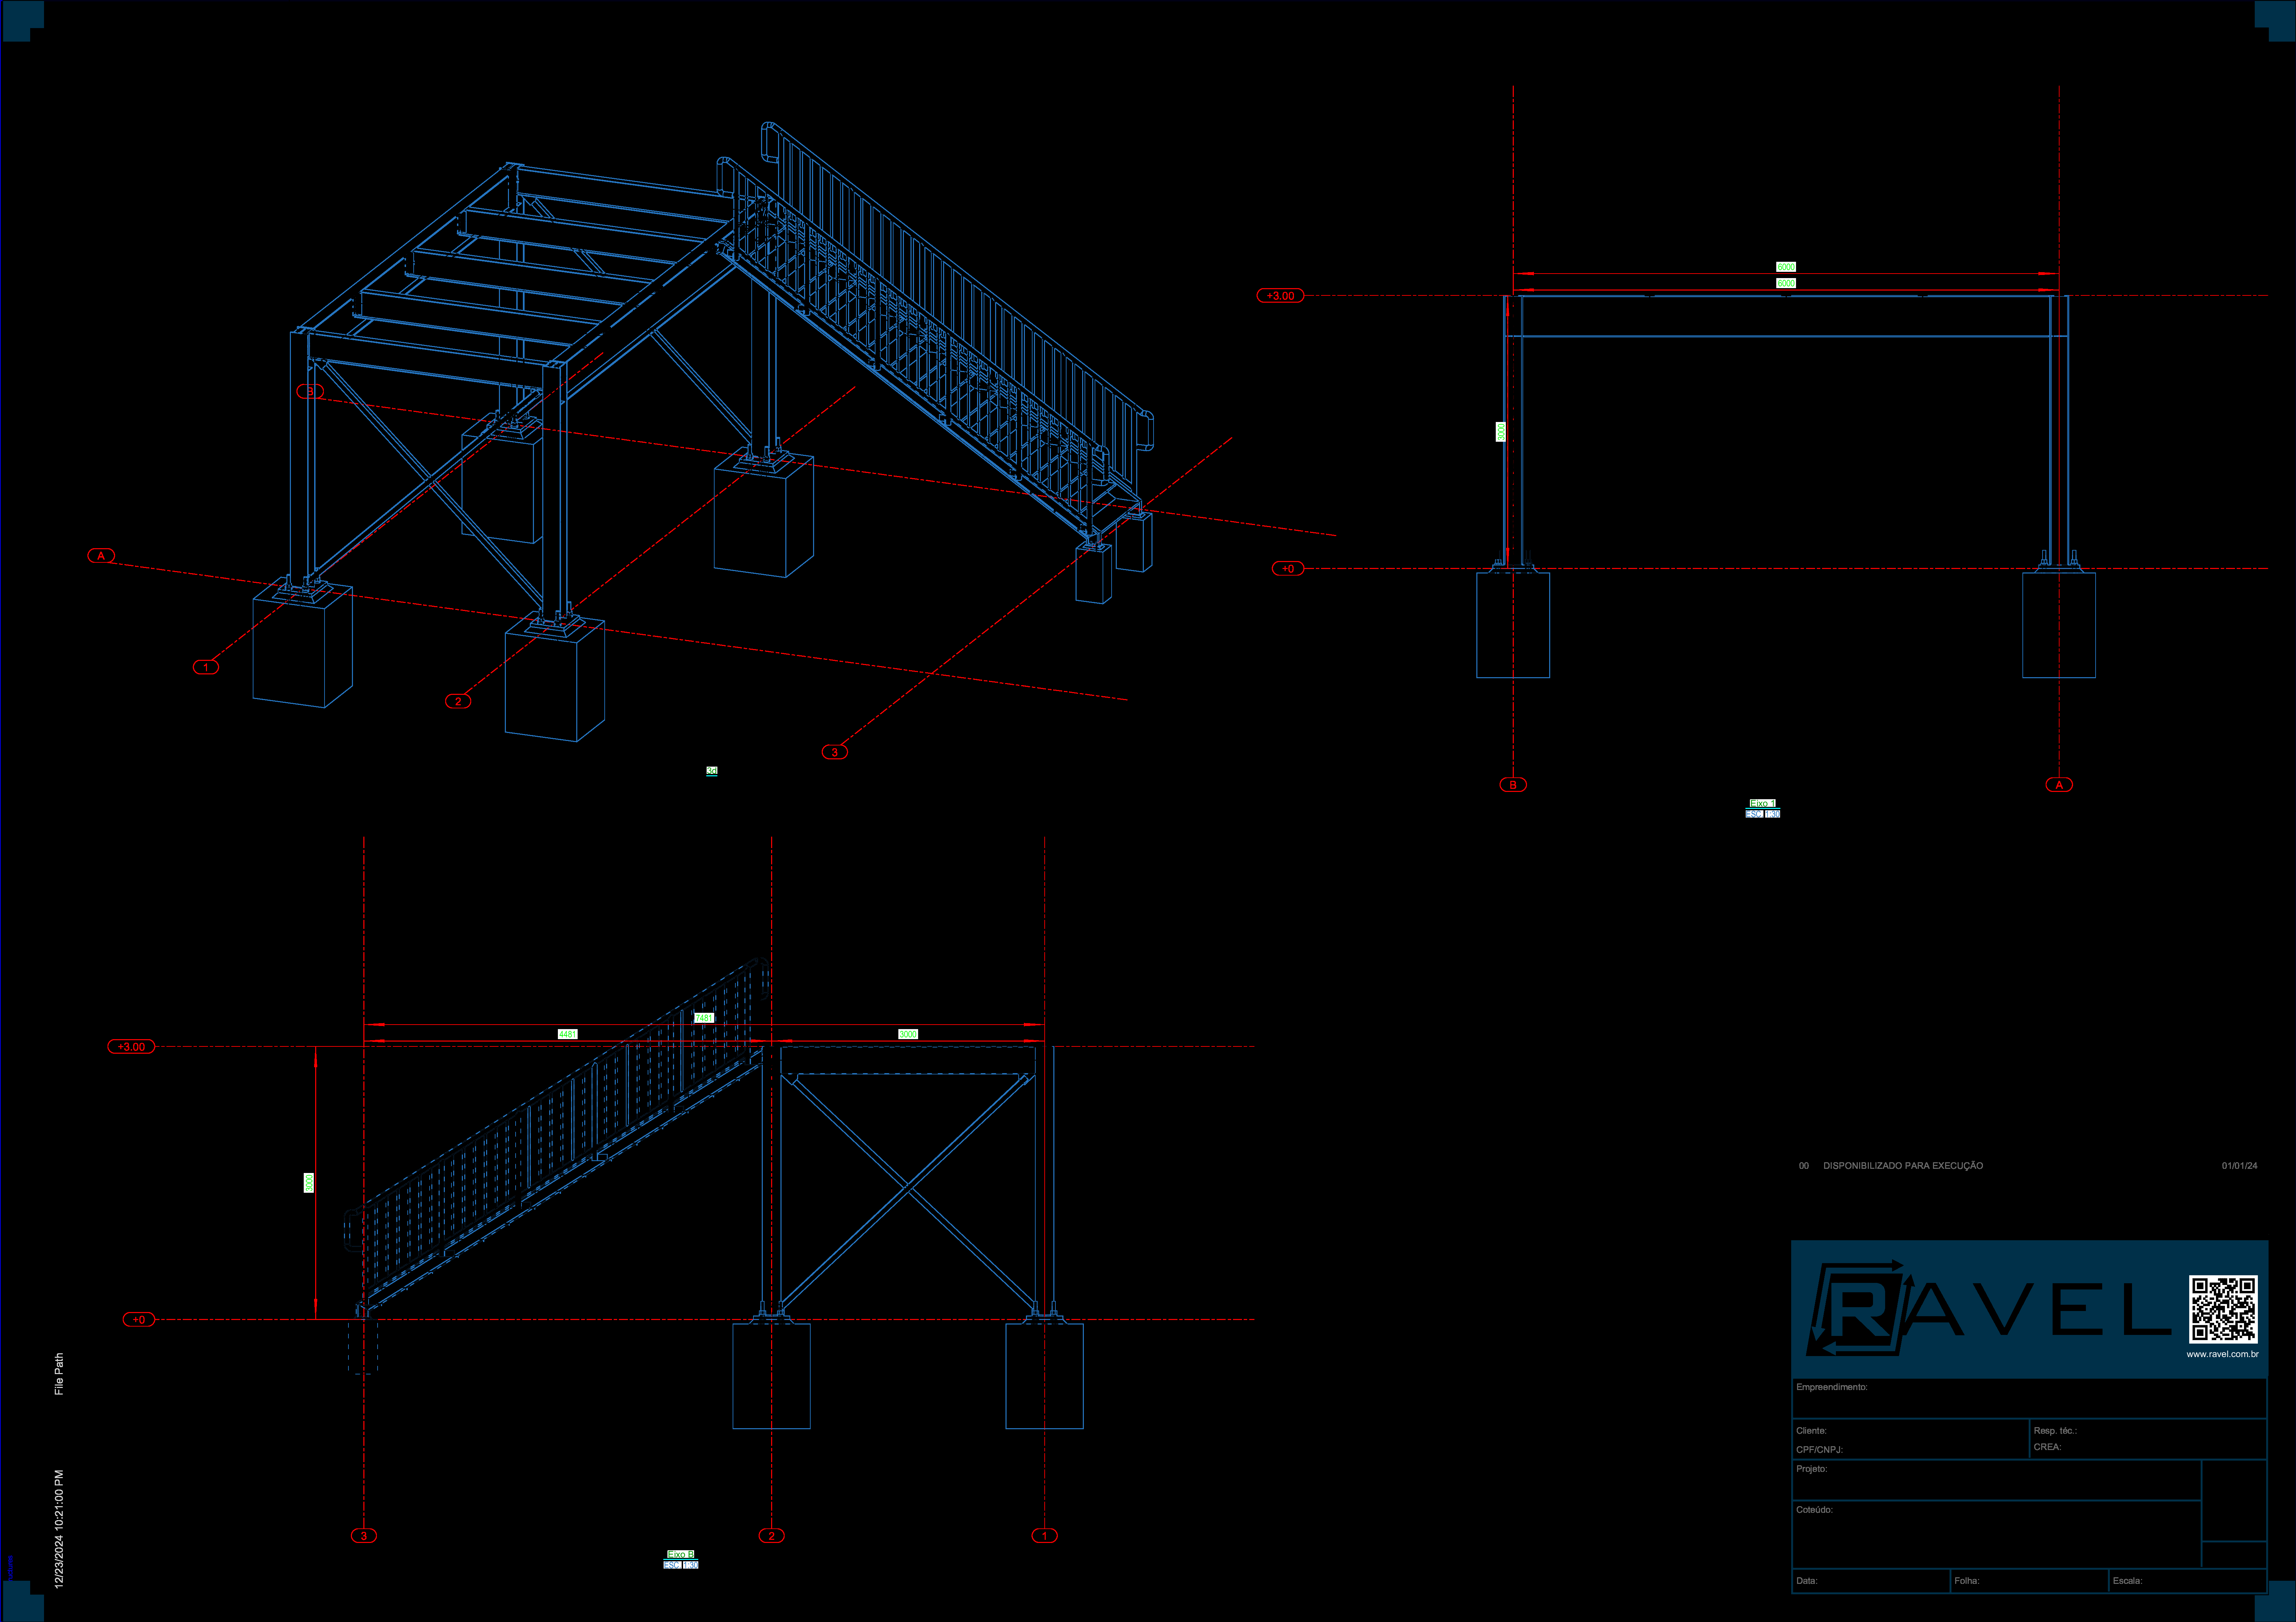 B
A
1
2
3
3d
6000
6000
+3.00
3000
+0
B
A
Eixo 1
ESC. 1:30
7481
4481
3000
+3.00
3000
+0
3
2
1
Eixo B
ESC. 1:30
File Path
12/23/2024 10:21:00 PM
00 DISPONIBILIZADO PARA EXECUÇÃO 01/01/24
RAVEL
www.ravel.com.br
Empreendimento:
Cliente:
CPF/CNPJ:
Resp. téc.:
CREA:
Projeto:
Coteúdo:
Data:
Folha:
Escala: